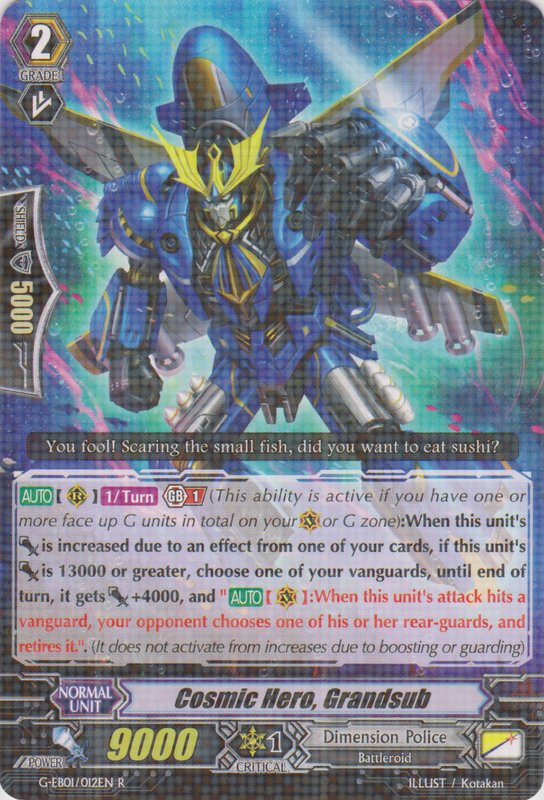 2
GRADE
SHIELD
5000
You fool! Scaring the small fish, did you want to eat sushi?
AUTO【 R 】 1/Turn GB 1 (This ability is active if you have one or
more face up G units in total on your V or G zone):When this unit's
is increased due to an effect from one of your cards, if this unit's
is 13000 or greater, choose one of your vanguards, until end of
turn, it gets +4000, and "AUTO【 V 】:When this unit's attack hits a
vanguard, your opponent chooses one of his or her rear-guards, and
retires it.". (It does not activate from increases due to boosting or guarding)
NORMAL
UNIT
Cosmic Hero, Grandsub
POWER
9000
1
CRITICAL
Dimension Police
Battleroid
G-EB01/012EN R
ILLUST / Kotakan